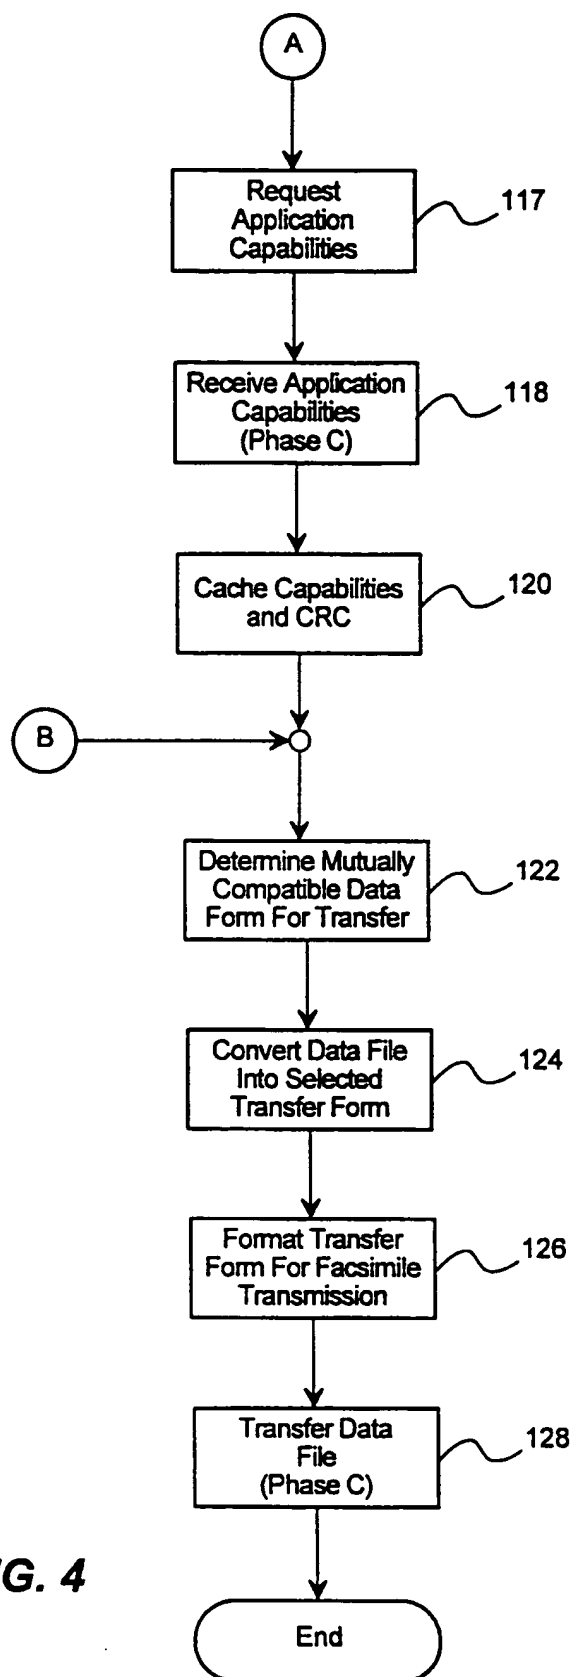 A
Request
Application
Capabilities
117
Receive Application
Capabilities
(Phase C)
118
Cache Capabilities
and CRC
120
B
Determine Mutually
Compatible Data
Form For Transfer
122
Convert Data File
Into Selected
Transfer Form
124
Format Transfer
Form For Facsimile
Transmission
126
Transfer Data
File
(Phase C)
128
G. 4
End